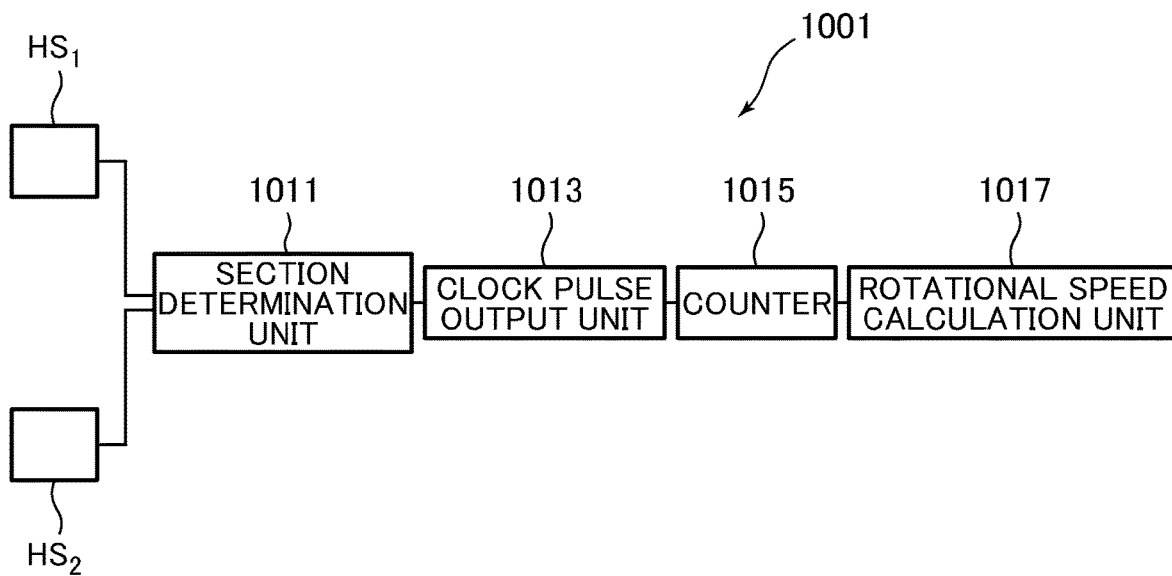 1001
HS1
1011
1013
1015
1017
SECTION
DETERMINATION
UNIT
CLOCK PULSE
OUTPUT UNIT
COUNTER
ROTATIONAL SPEED
CALCULATION UNIT
HS2